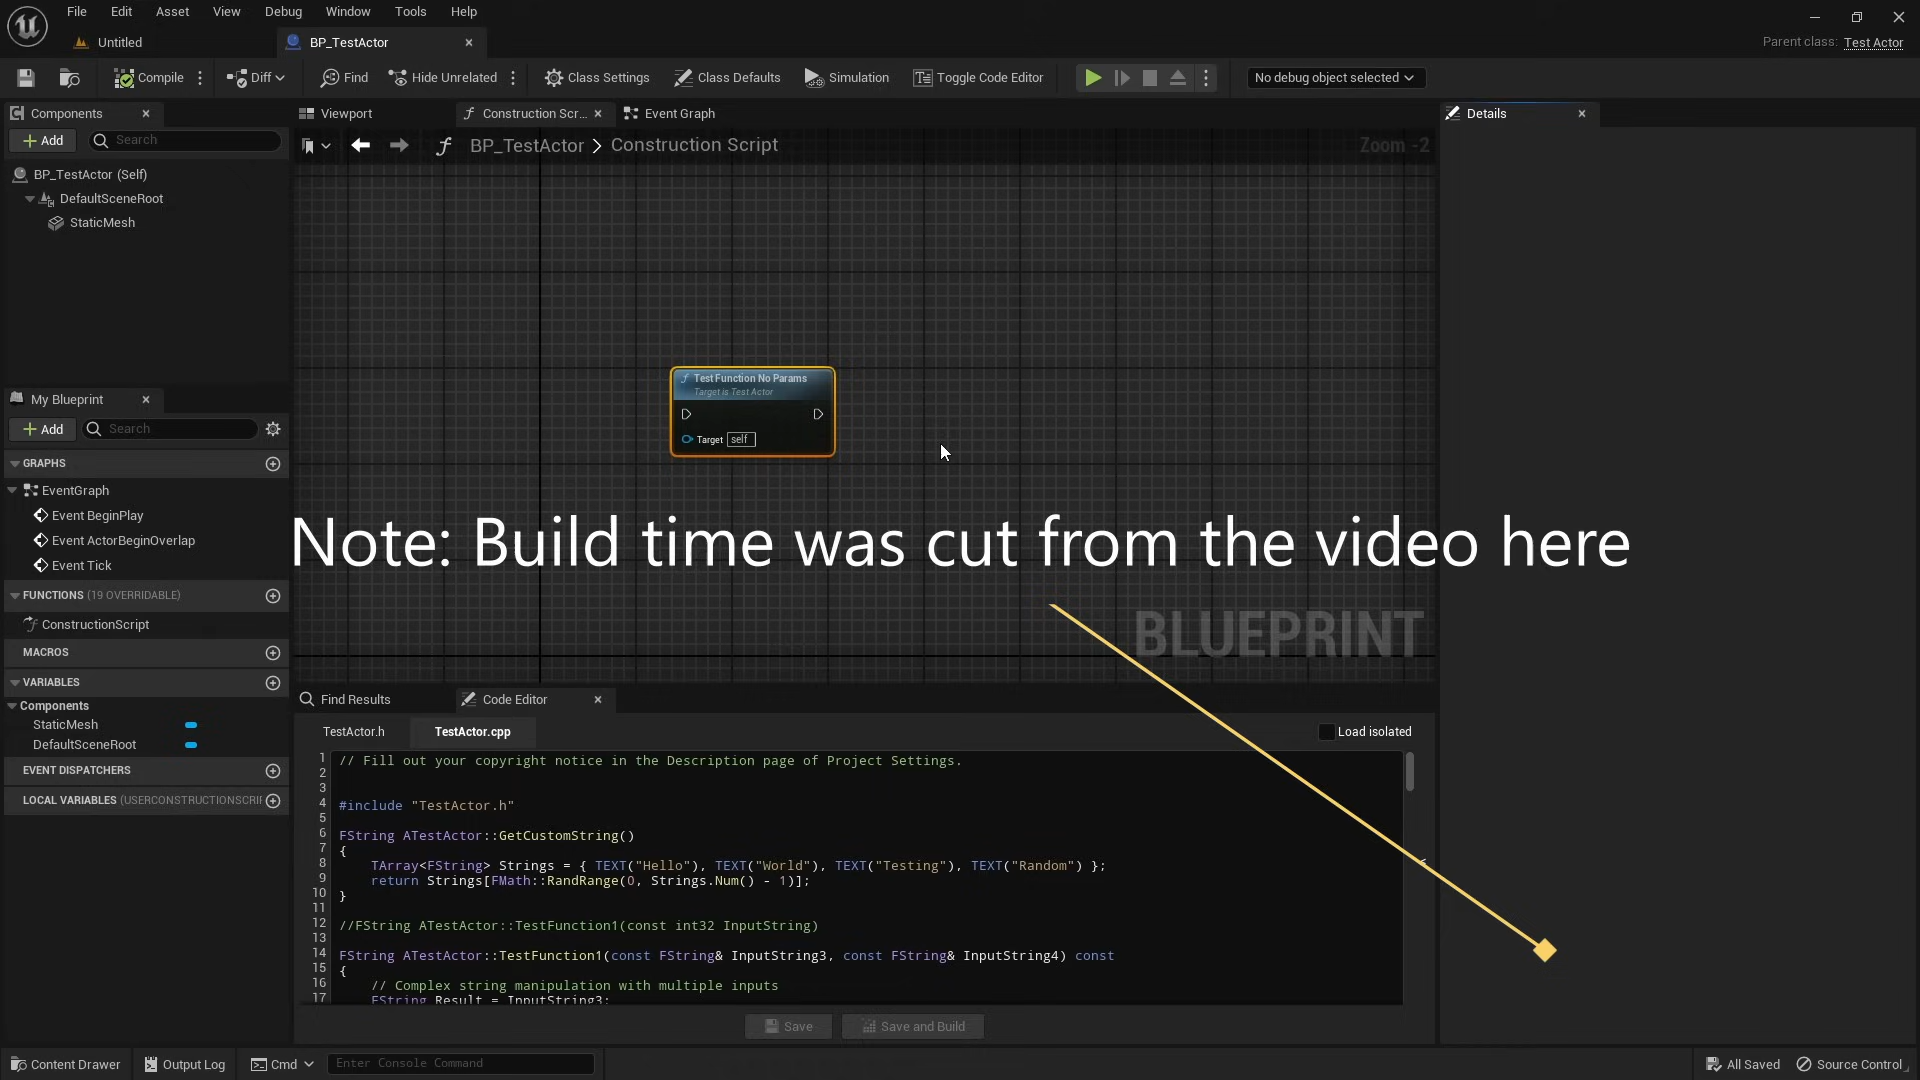 File Edit Asset View Debug Window Tools Help
Untitled
BP_TestActor
Parent class: Test Actor
Compile
Diff
Find
Hide Unrelated
Class Settings
Class Defaults
Simulation
Toggle Code Editor
No debug object selected
Components
Add
Search
BP_TestActor (Self)
DefaultSceneRoot
StaticMesh
Viewport
Construction Scr...
Event Graph
BP_TestActor > Construction Script
Zoom -2
Details
Test Function No Params
Target is Test Actor
Target self
My Blueprint
Add
Search
GRAPHS
EventGraph
Event BeginPlay
Event ActorBeginOverlap
Event Tick
FUNCTIONS (19 OVERRIDABLE)
ConstructionScript
MACROS
VARIABLES
Components
StaticMesh
DefaultSceneRoot
EVENT DISPATCHERS
LOCAL VARIABLES (USERCONSTRUCTIONSCRI
Note: Build time was cut from the video here
BLUEPRINT
Find Results
Code Editor
TestActor.h
TestActor.cpp
Load isolated
1 // Fill out your copyright notice in the Description page of Project Settings.
2
3
4 #include "TestActor.h"
5
6 FString ATestActor::GetCustomString()
7 {
8 TArray<FString> Strings = { TEXT("Hello"), TEXT("World"), TEXT("Testing"), TEXT("Random") };
9 return Strings[FMath::RandRange(0, Strings.Num() - 1)];
10 }
11
12 //FString ATestActor::TestFunction1(const int32 InputString)
13
14 FString ATestActor::TestFunction1(const FString& InputString3, const FString& InputString4) const
15 {
16 // Complex string manipulation with multiple inputs
17 FString Result = InputString3;
Save
Save and Build
Content Drawer
Output Log
Cmd
Enter Console Command
All Saved
Source Control